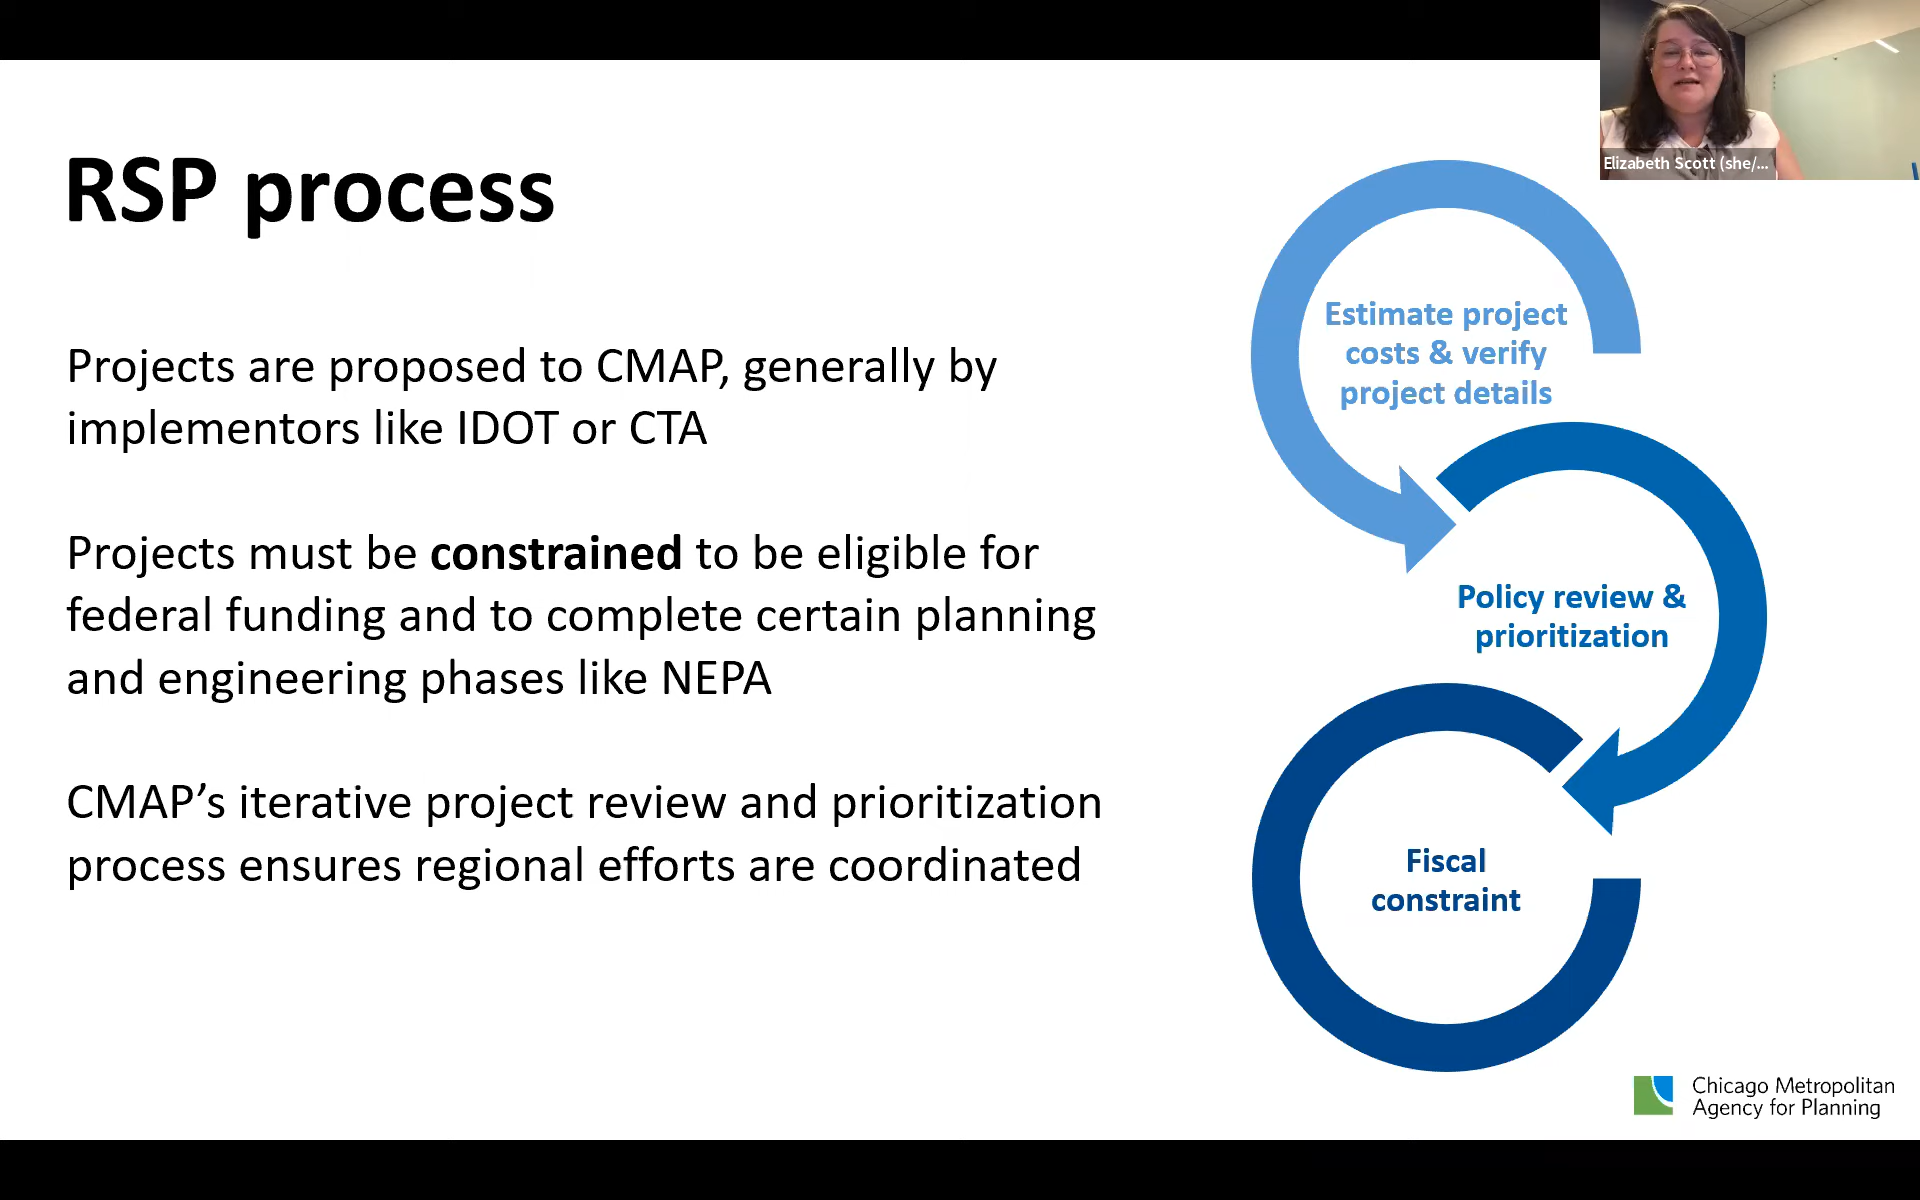 Elizabeth Scott (she/...
RSP process
Projects are proposed to CMAP, generally by
implementors like IDOT or CTA
Projects must be constrained to be eligible for
federal funding and to complete certain planning
and engineering phases like NEPA
CMAP’s iterative project review and prioritization
process ensures regional efforts are coordinated
Estimate project
costs & verify
project details
Policy review &
prioritization
Fiscal
constraint
Chicago Metropolitan
Agency for Planning